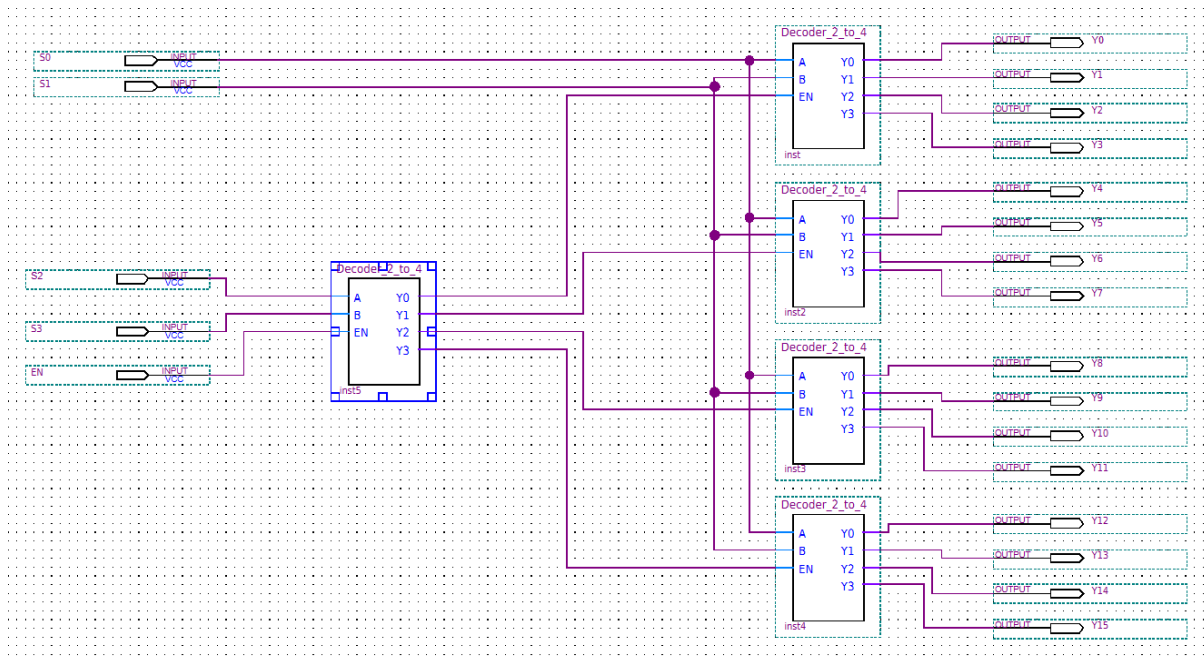 S0 INPUT VCC
S1 INPUT VCC
S2 INPUT VCC
S3 INPUT VCC
EN INPUT VCC
Decoder_2_to_4
A Y0
B Y1
EN Y2
Y3
inst5
Decoder_2_to_4
A Y0
B Y1
EN Y2
Y3
inst
OUTPUT Y0
OUTPUT Y1
OUTPUT Y2
OUTPUT Y3
Decoder_2_to_4
A Y0
B Y1
EN Y2
Y3
inst2
OUTPUT Y4
OUTPUT Y5
OUTPUT Y6
OUTPUT Y7
Decoder_2_to_4
A Y0
B Y1
EN Y2
Y3
inst3
OUTPUT Y8
OUTPUT Y9
OUTPUT Y10
OUTPUT Y11
Decoder_2_to_4
A Y0
B Y1
EN Y2
Y3
inst4
OUTPUT Y12
OUTPUT Y13
OUTPUT Y14
OUTPUT Y15